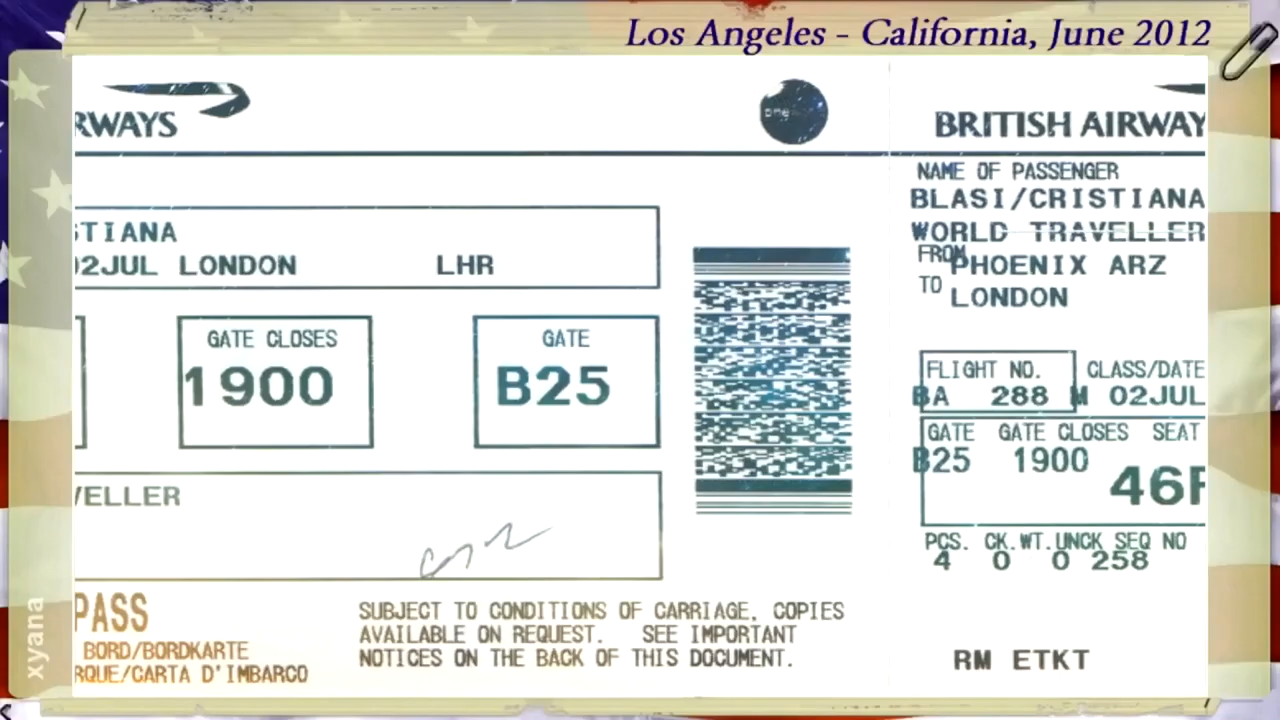 Los Angeles - California, June 2012
RWAYS
one
BRITISH AIRWAY
NAME OF PASSENGER
BLASI/CRISTIANA
WORLD TRAVELLER
FROM
PHOENIX ARZ
TO
LONDON
STIANA
02JUL LONDON LHR
GATE CLOSES
1900
GATE
B25
FLIGHT NO. CLASS/DATE
BA 288 M 02JUL
GATE GATE CLOSES SEAT
B25 1900
46F
VELLER
PCS. CK.WT. UNCK SEQ NO
4 0 0 258
PASS
BORD/BORDKARTE
RQUE/CARTA D'IMBARCO
SUBJECT TO CONDITIONS OF CARRIAGE, COPIES
AVAILABLE ON REQUEST. SEE IMPORTANT
NOTICES ON THE BACK OF THIS DOCUMENT.
RM ETKT
xyana